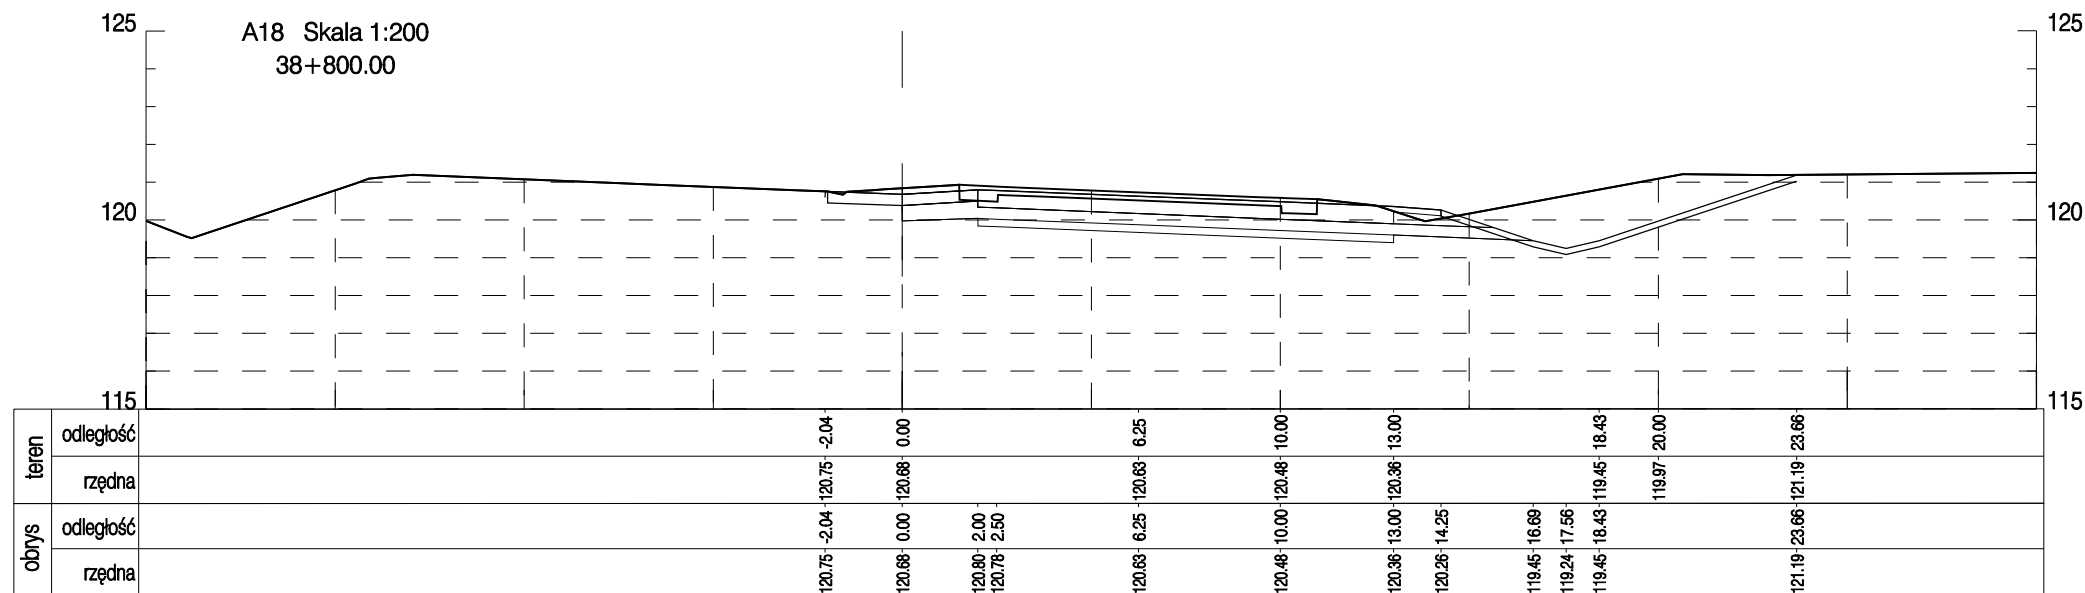 125
A18 Skala 1:200
38+800.00
125
120
120
115
115
teren
odległość
-2.04 0.00 6.25 10.00 13.00 18.43 20.00 23.66
rzędna
120.75 120.68 120.63 120.48 120.36 119.45 119.97 121.19
obrys
odległość
-2.04 0.00 2.00 2.50 6.25 10.00 13.00 14.25 16.69 17.56 18.43 23.66
rzędna
120.75 120.68 120.80 120.78 120.63 120.48 120.36 120.26 119.45 119.24 119.45 121.19